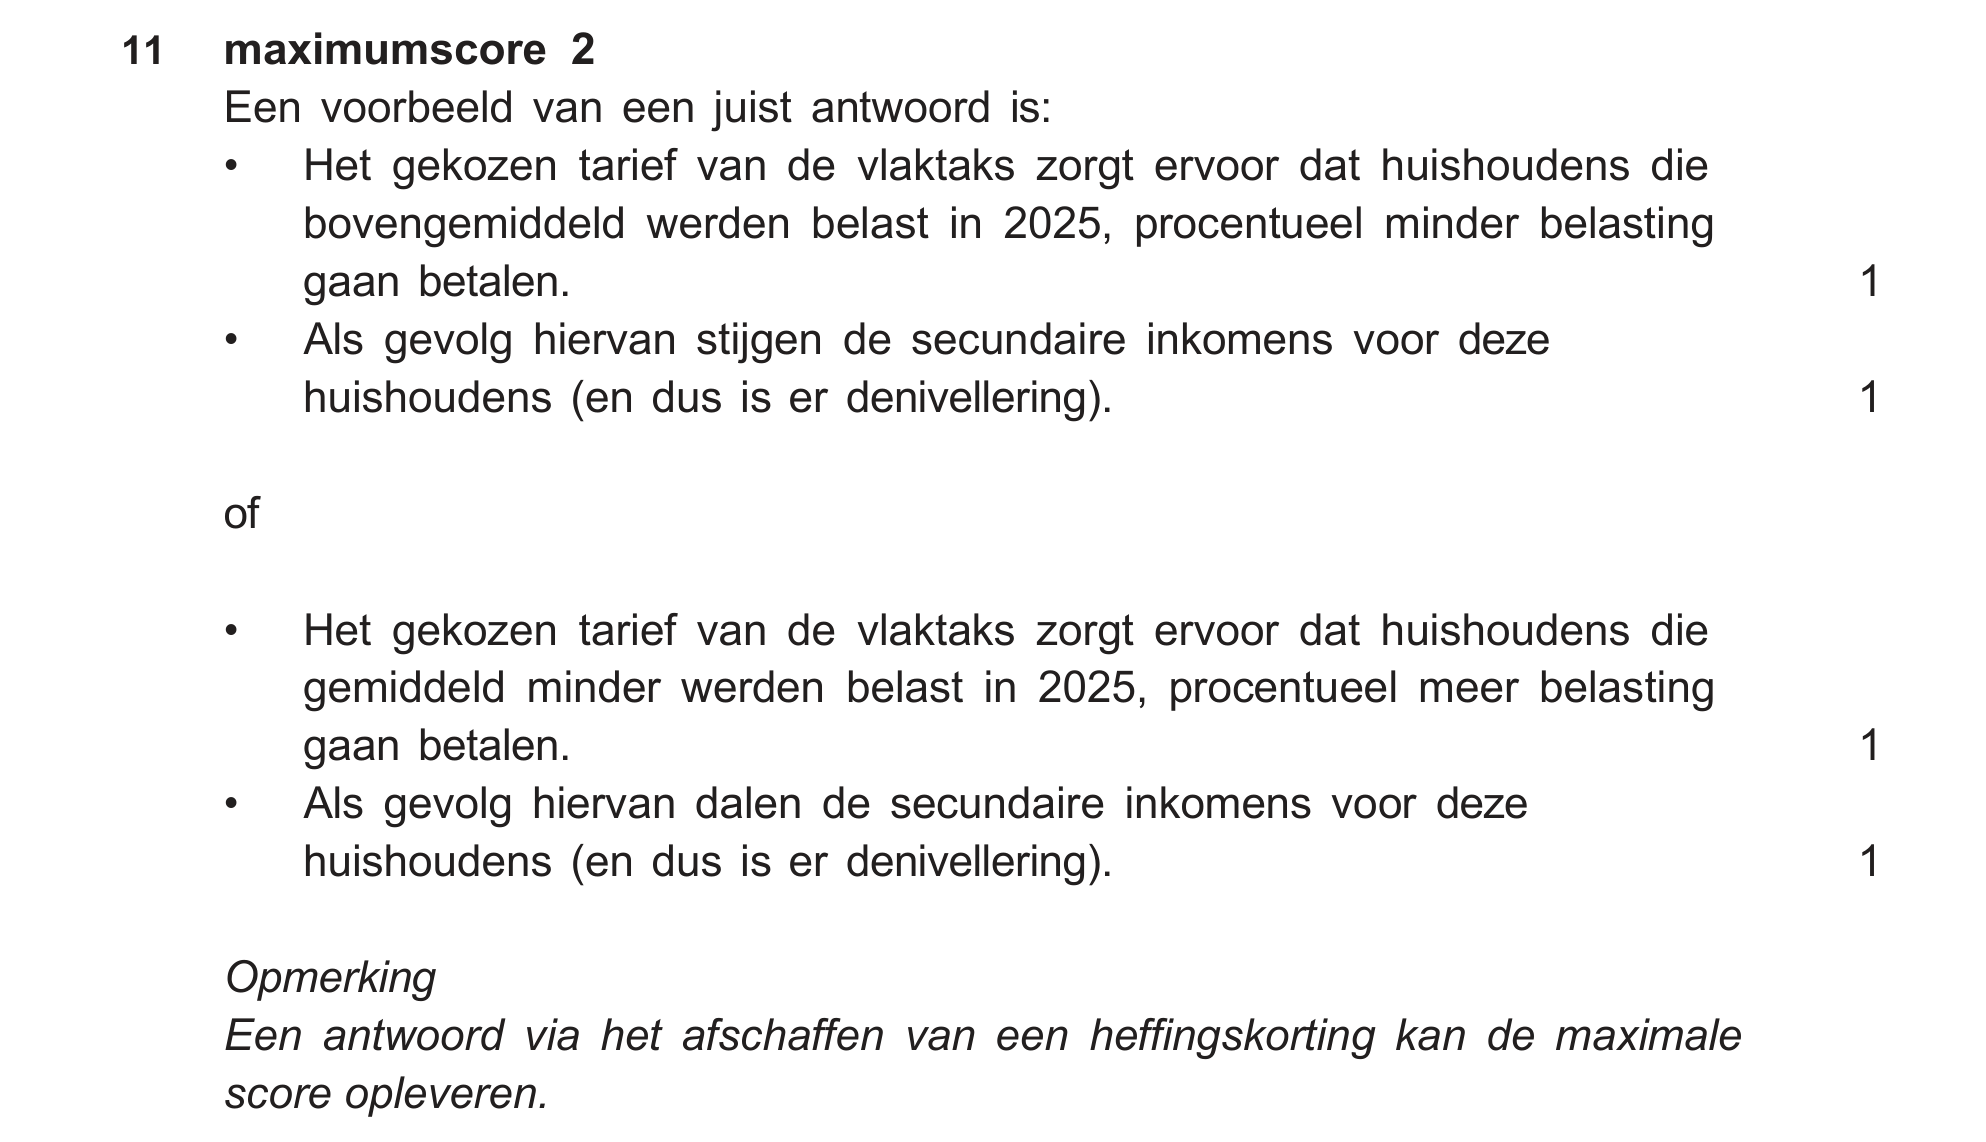 11 maximumscore 2
Een voorbeeld van een juist antwoord is:
• Het gekozen tarief van de vlaktaks zorgt ervoor dat huishoudens die
bovengemiddeld werden belast in 2025, procentueel minder belasting
gaan betalen. 1
• Als gevolg hiervan stijgen de secundaire inkomens voor deze
huishoudens (en dus is er denivellering). 1
of
• Het gekozen tarief van de vlaktaks zorgt ervoor dat huishoudens die
gemiddeld minder werden belast in 2025, procentueel meer belasting
gaan betalen. 1
• Als gevolg hiervan dalen de secundaire inkomens voor deze
huishoudens (en dus is er denivellering). 1
Opmerking
Een antwoord via het afschaffen van een heffingskorting kan de maximale
score opleveren.